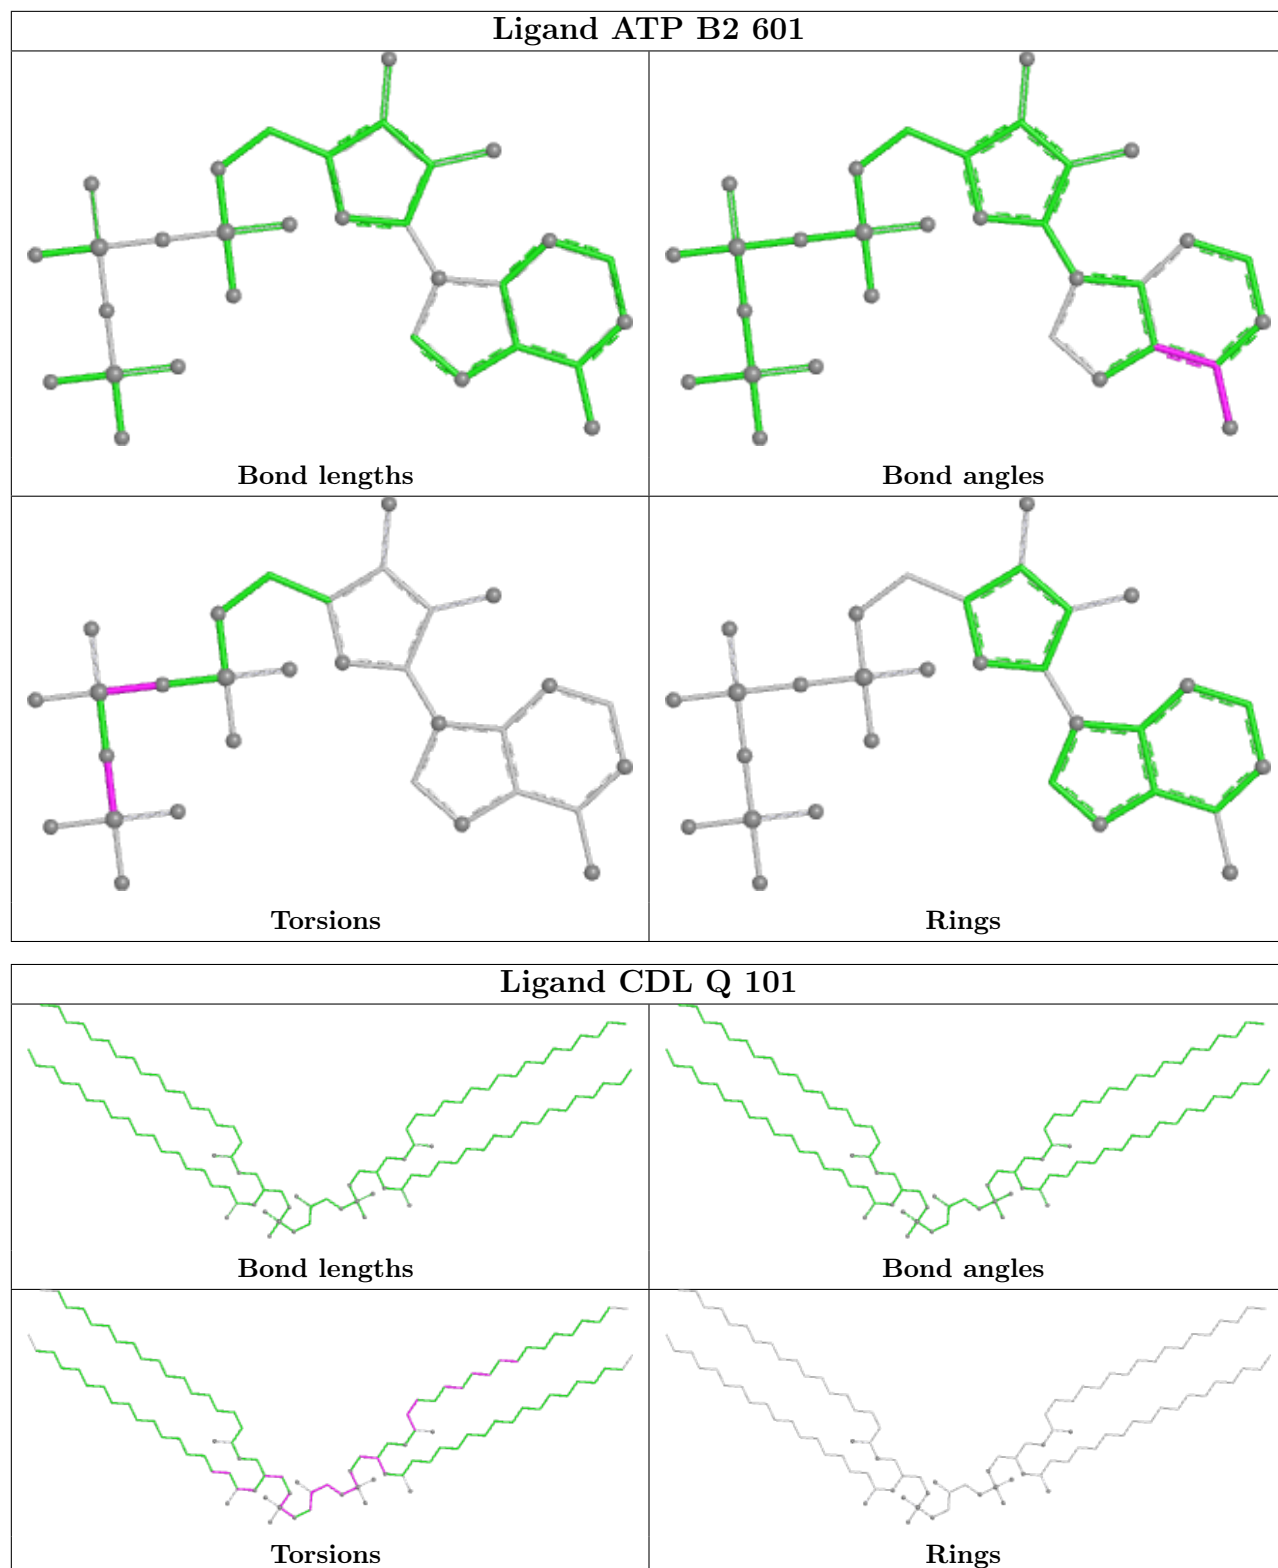 Ligand ATP B2 601
Bond lengths
Bond angles
Torsions
Rings
Ligand CDL Q 101
Bond lengths
Bond angles
Torsions
Rings